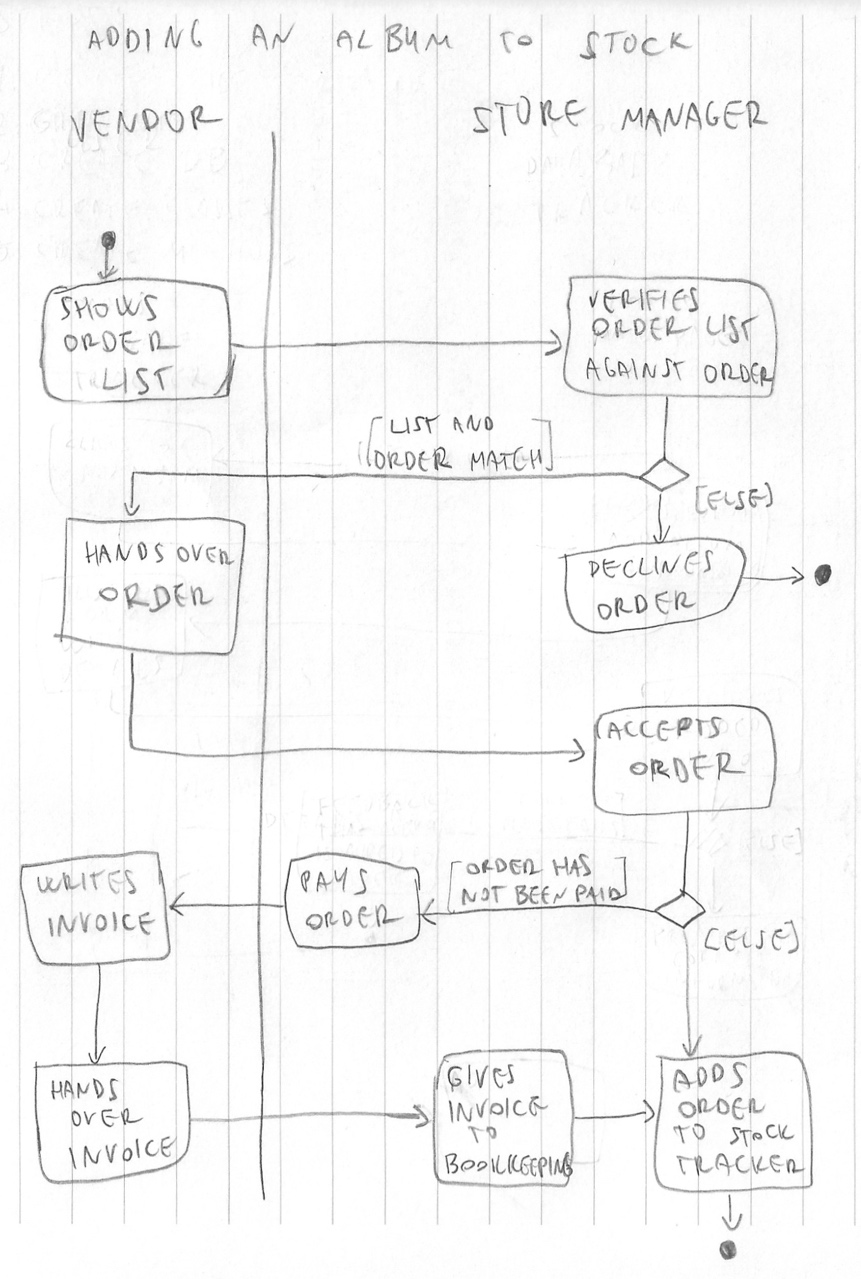 ADDING AN ALBUM TO STOCK
VENDOR
STORE MANAGER
SHOWS
ORDER
LIST
VERIFIES
ORDER LIST
AGAINST ORDER
[LIST AND
ORDER MATCH]
[ELSE]
HANDS OVER
ORDER
DECLINES
ORDER
ACCEPTS
ORDER
[ORDER HAS
NOT BEEN PAID]
[ELSE]
PAYS
ORDER
WRITES
INVOICE
HANDS
OVER
INVOICE
GIVES
INVOICE
TO
BOOKKEEPING
ADDS
ORDER
TO STOCK
TRACKER